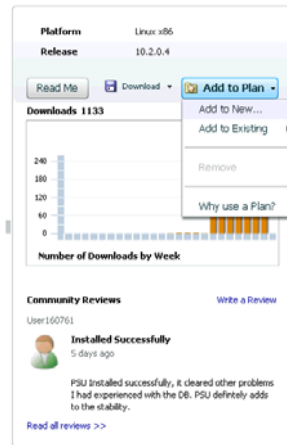 Platform Linux x86
Release 10.2.0.4
Read Me Download Add to Plan
Downloads 1133
Add to New...
Add to Existing
Remove
Why use a Plan?
240
180
120
60
0
Number of Downloads by Week
Community Reviews Write a Review
User160761
Installed Successfully
5 days ago
PSU Installed successfully, it cleared other problems
I had experienced with the DB. PSU defintely adds
to the stability.
Read all reviews >>